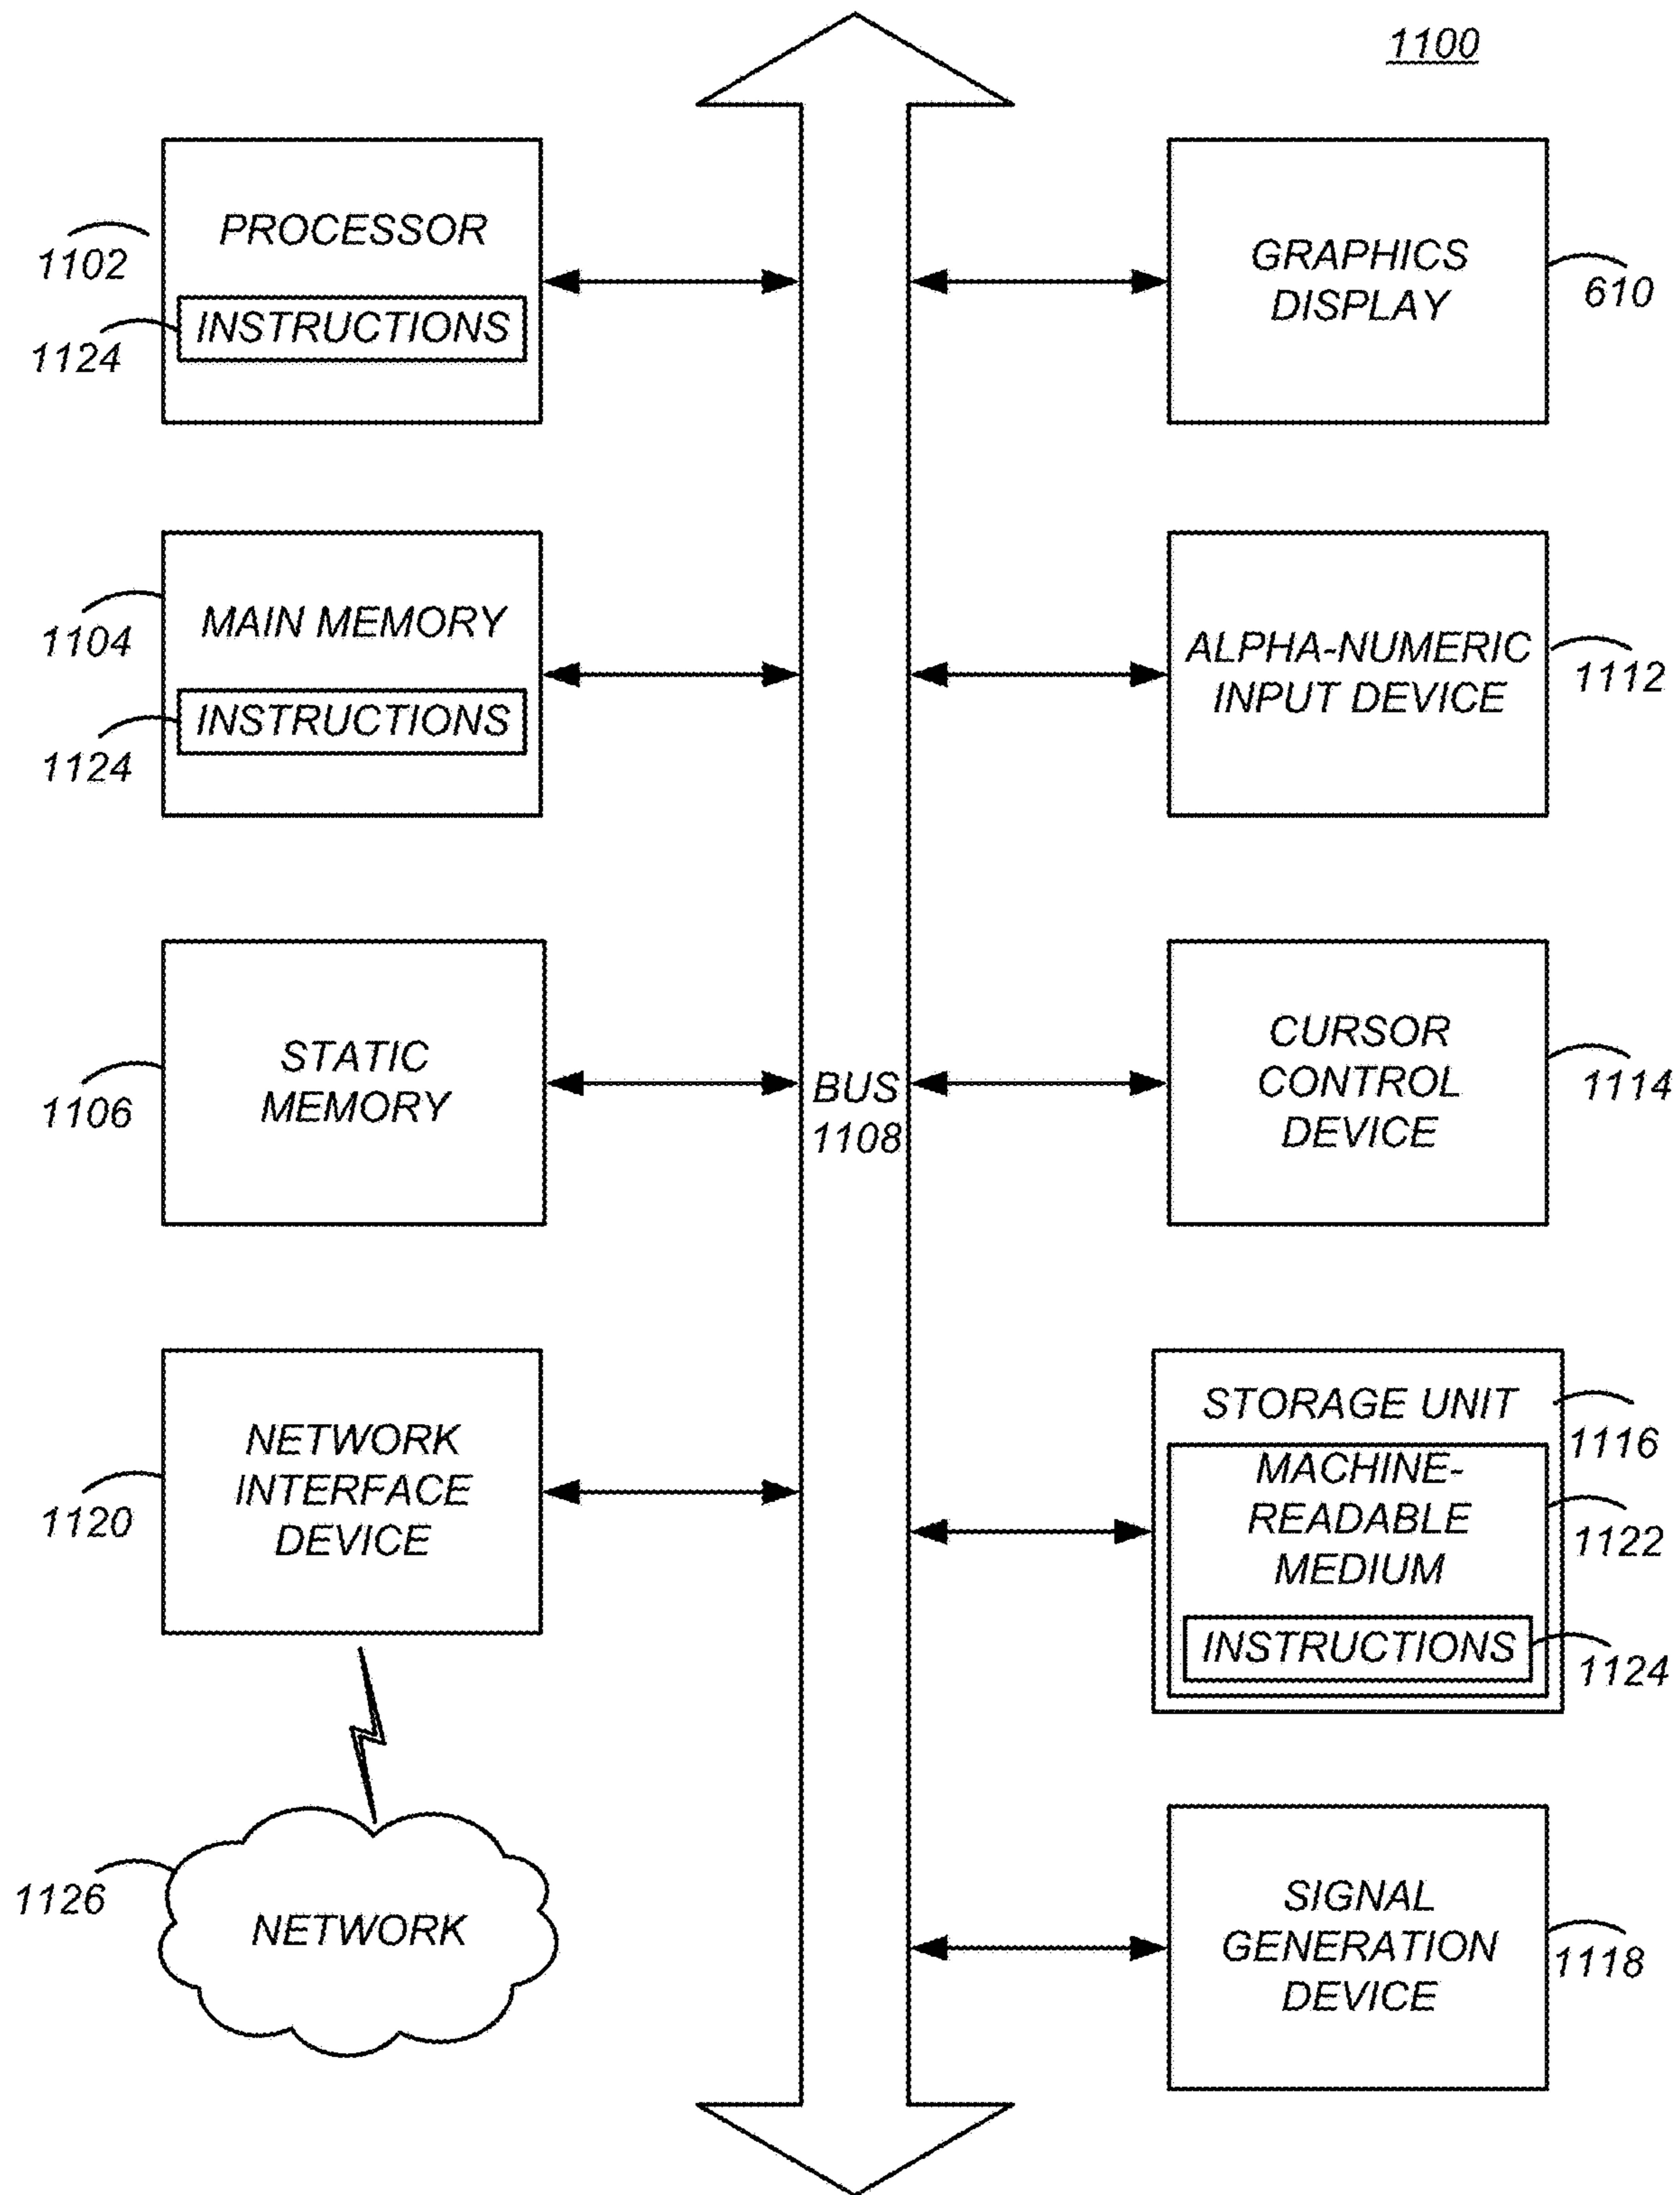 1100
PROCESSOR
1102
INSTRUCTIONS
1124
GRAPHICS
DISPLAY
610
MAIN MEMORY
1104
INSTRUCTIONS
1124
ALPHA-NUMERIC
INPUT DEVICE
1112
STATIC
MEMORY
1106
BUS
1108
CURSOR
CONTROL
DEVICE
1114
NETWORK
INTERFACE
DEVICE
1120
STORAGE UNIT
1116
MACHINE-
READABLE
MEDIUM
1122
INSTRUCTIONS
1124
1126
NETWORK
SIGNAL
GENERATION
DEVICE
1118